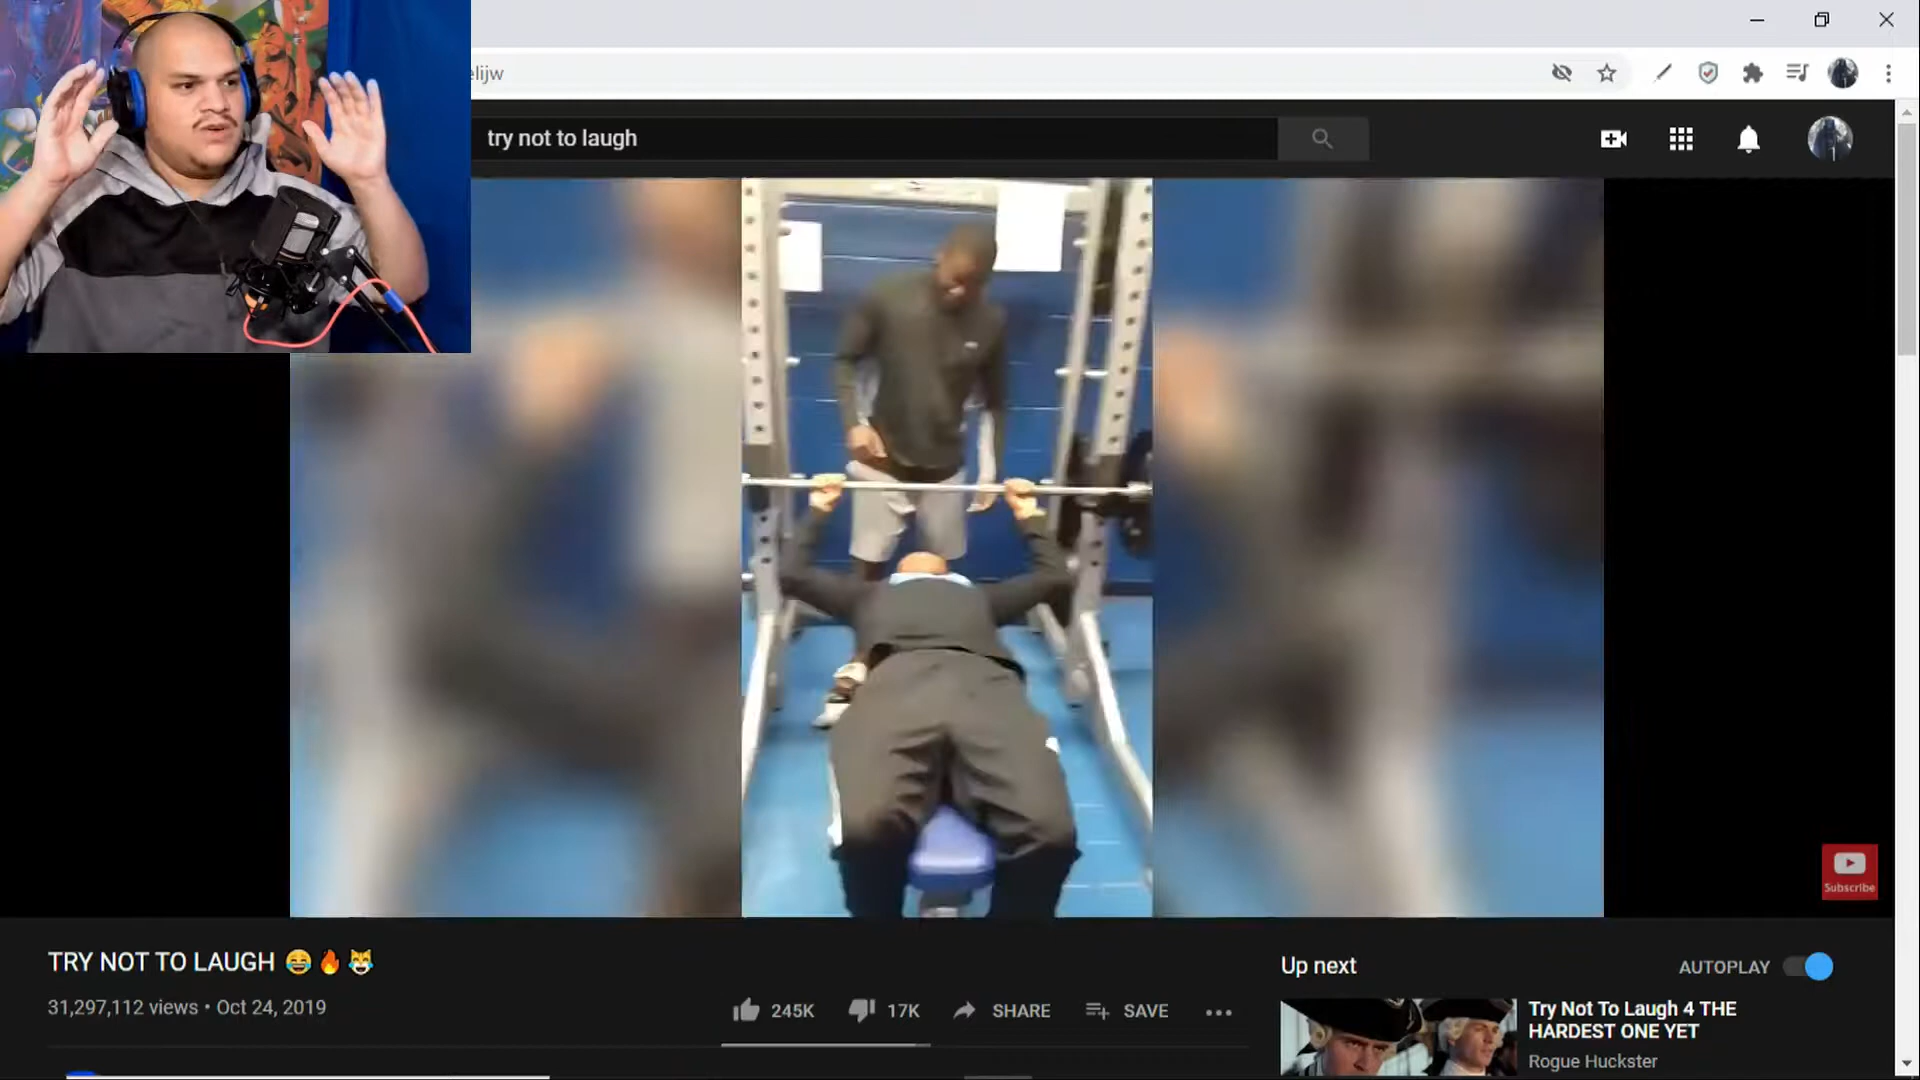 elijw
try not to laugh
Subscribe
TRY NOT TO LAUGH 😂🔥😹
31,297,112 views • Oct 24, 2019
245K
17K
SHARE
SAVE
Up next
AUTOPLAY
Try Not To Laugh 4 THE
HARDEST ONE YET
Rogue Huckster